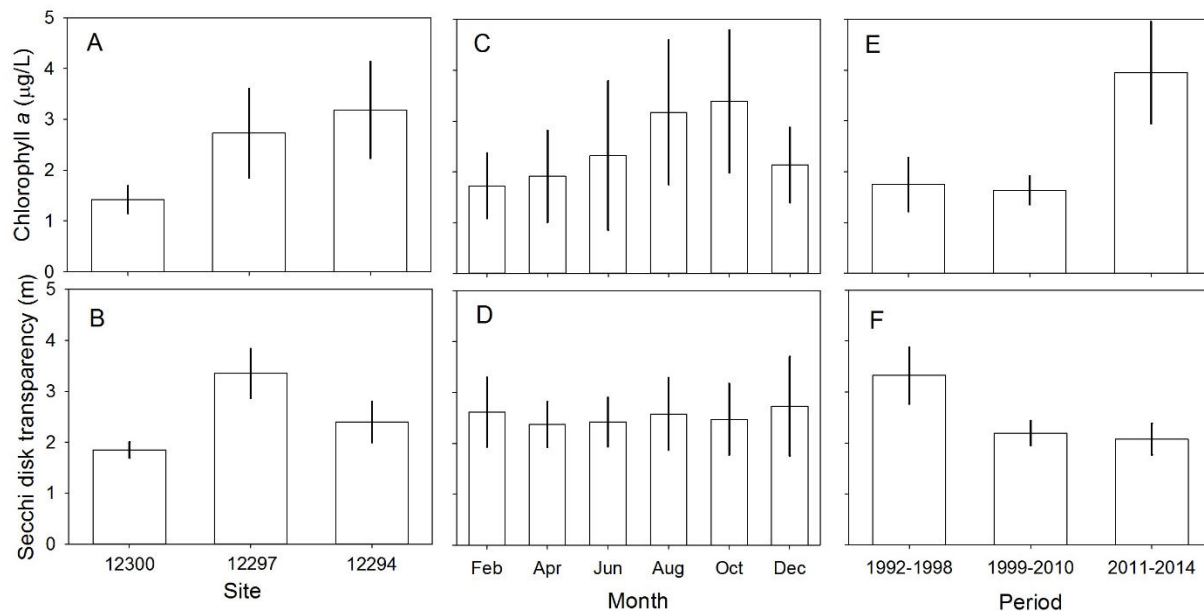 Chlorophyll a (µg/L)
5
4
3
2
1
0
A
C
E
Secchi disk transparency (m)
5
4
3
2
1
0
B
D
F
12300 12297 12294
Site
Feb Apr Jun Aug Oct Dec
Month
1992-1998 1999-2010 2011-2014
Period